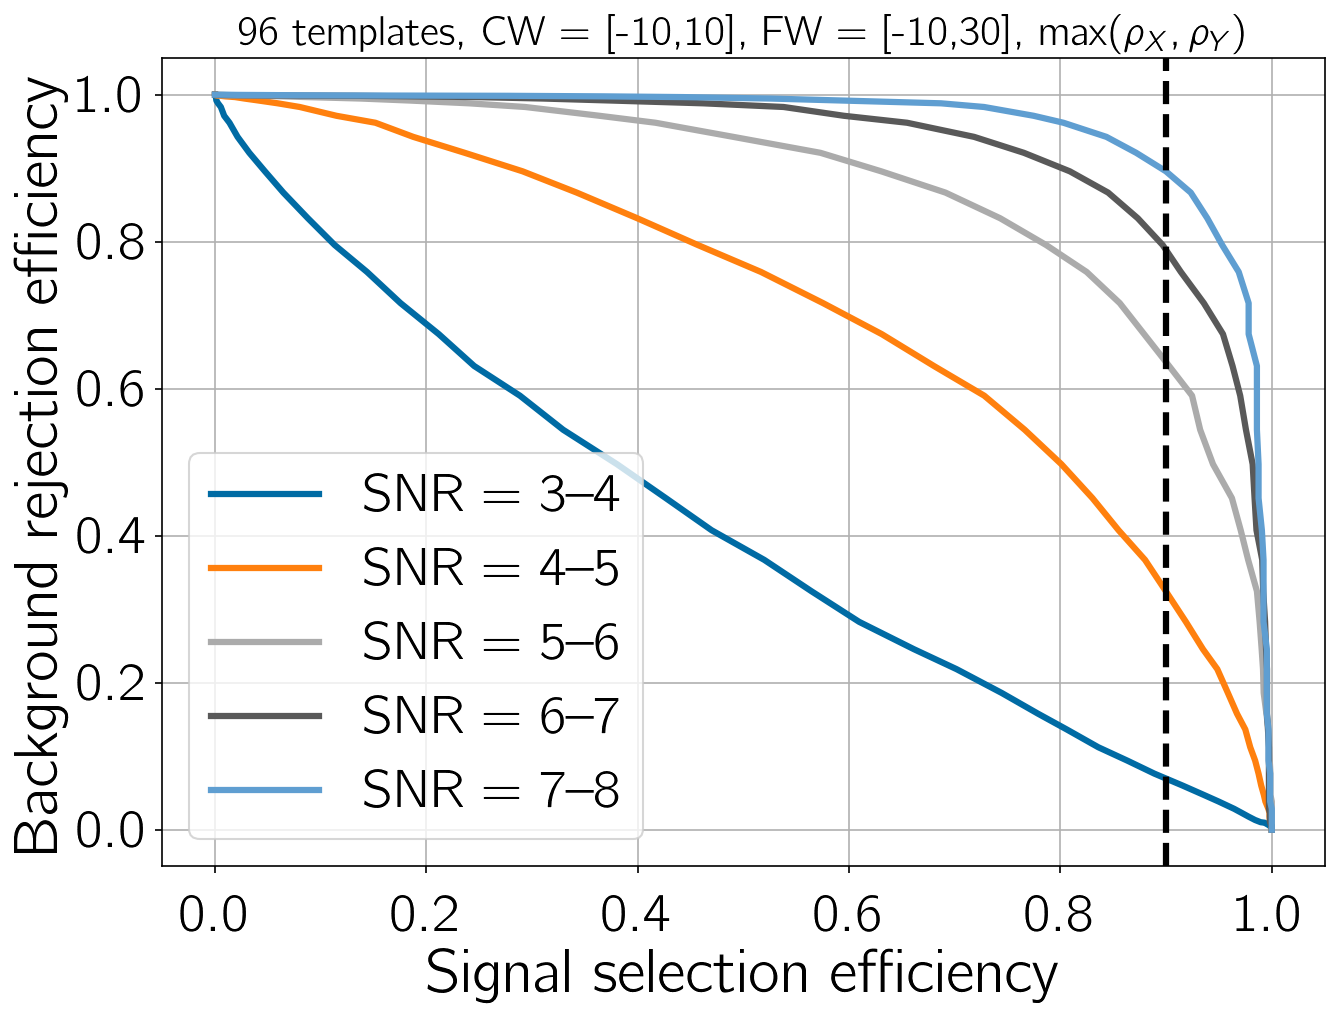 96 templates, CW = [-10,10], FW = [-10,30], max(ρX, ρY)
Background rejection efficiency
1.0
0.8
0.6
0.4
0.2
0.0
SNR = 3–4
SNR = 4–5
SNR = 5–6
SNR = 6–7
SNR = 7–8
0.0 0.2 0.4 0.6 0.8 1.0
Signal selection efficiency